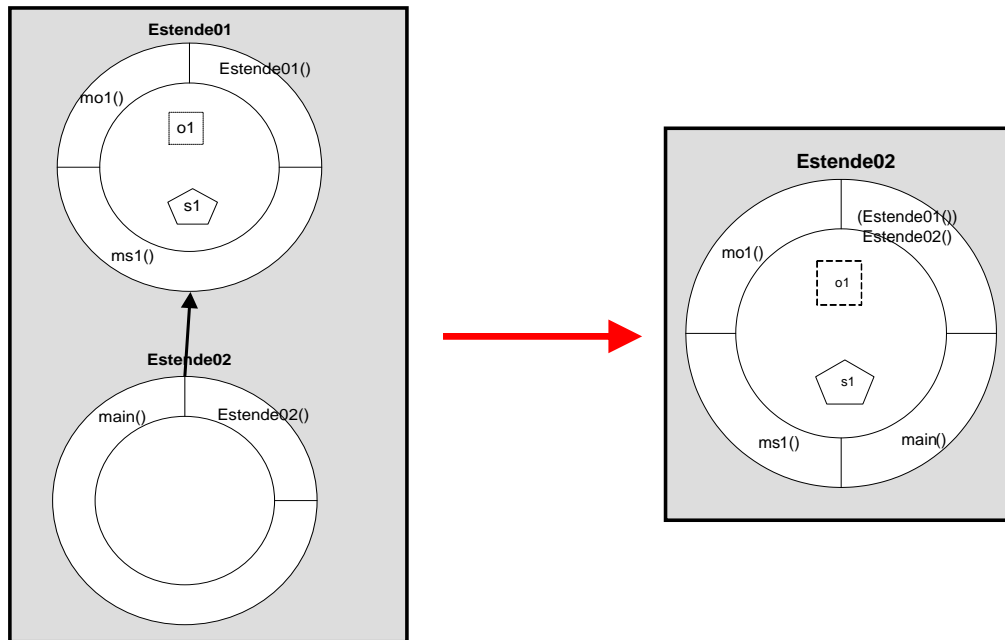 Estende01
Estende01()
mo1()
o1
s1
ms1()
Estende02
main()
Estende02()
Estende02
(Estende01())
Estende02()
mo1()
o1
s1
ms1()
main()